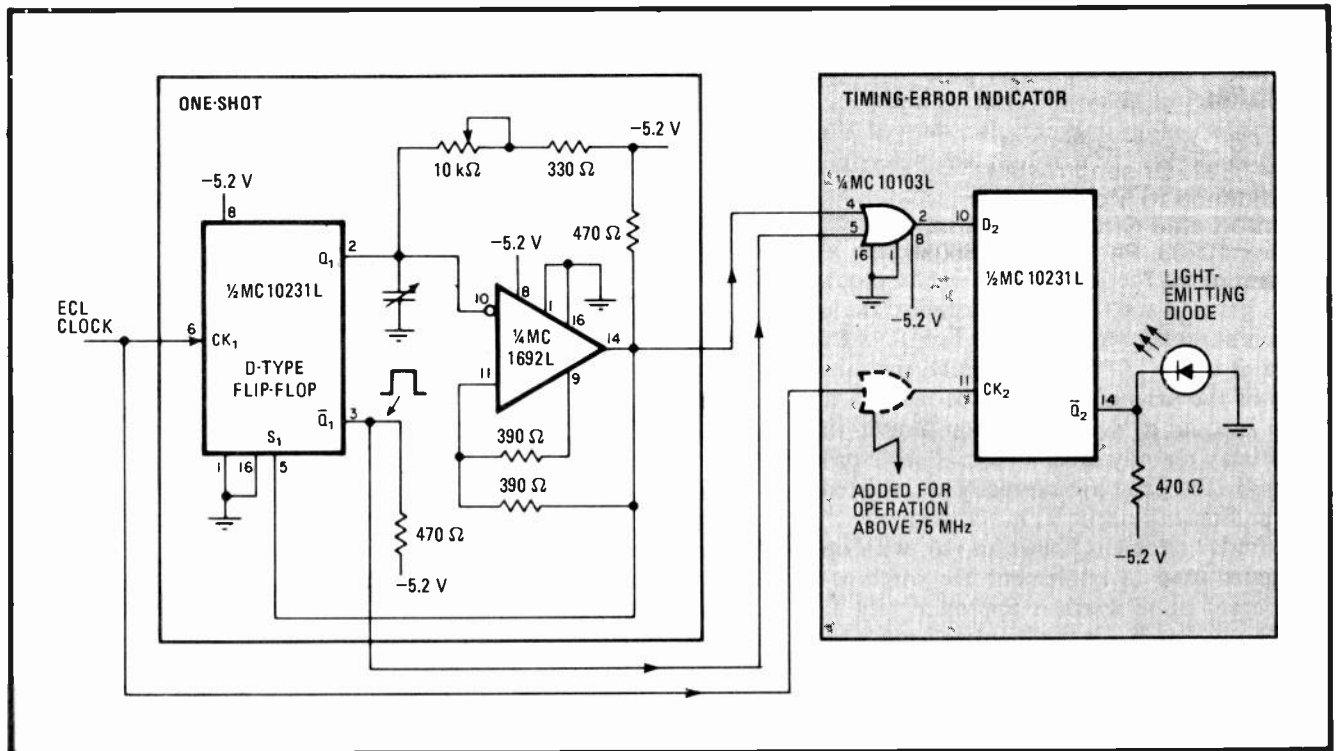 ONE-SHOT
TIMING-ERROR INDICATOR
−5.2 V
10 kΩ
330 Ω
−5.2 V
8
470 Ω
¼MC 10103L
4
5
2
8
16
1
−5.2 V
10
D₂
½MC 10231L
LIGHT-
EMITTING
DIODE
Q₁
2
½MC 10231L
ECL
CLOCK
6
CK₁
D-TYPE
FLIP-FLOP
Q̅₁
3
S₁
1
16
5
10
−5.2 V
8
1
16
¼MC
1692L
14
11
9
390 Ω
390 Ω
470 Ω
−5.2 V
11
CK₂
Q̅₂
14
470 Ω
−5.2 V
ADDED FOR
OPERATION
ABOVE 75 MHz